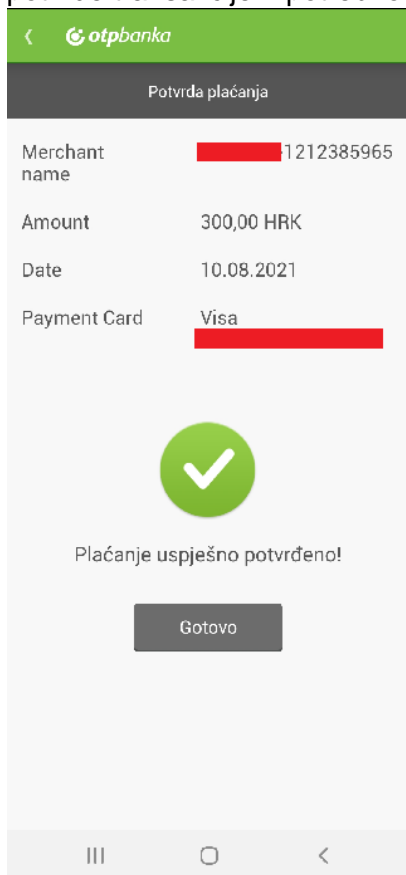 otpbanka
Potvrda plaćanja
Merchant 1212385965
name
Amount 300,00 HRK
Date 10.08.2021
Payment Card Visa
Plaćanje uspješno potvrđeno!
Gotovo